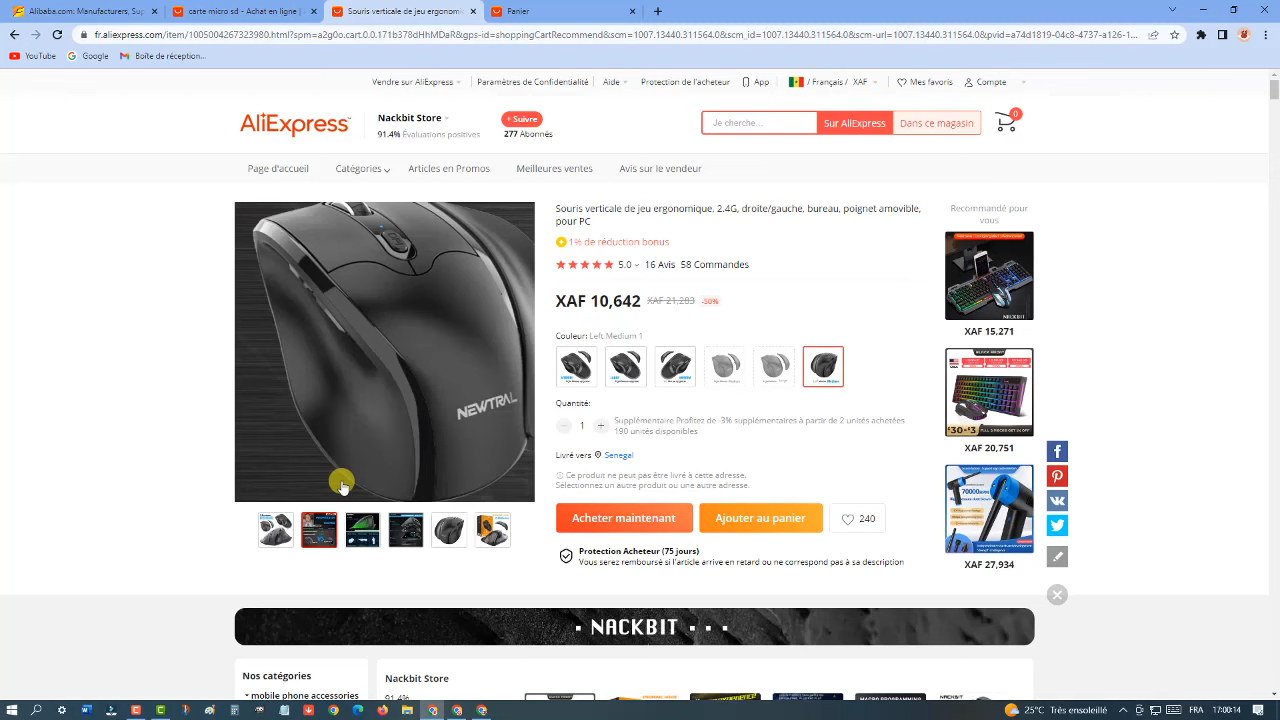 Alibaba.com: Manufacturers, Sup
carte micro sd - Achat en ligne |
Souris verticale de jeu ergonomi
Panier
fr.aliexpress.com/item/1005004267323980.html?spm=a2g0o.cart.0.0.171b378dHhMDaR&gps-id=shoppingCartRecommend&scm=1007.13440.311564.0&scm_id=1007.13440.311564.0&scm-url=1007.13440.311564.0&pvid=a74d1819-04c8-4737-a126-1...
YouTube
Google
Boîte de réception...
Vendre sur AliExpress
Paramètres de Confidentialité
Aide
Protection de l'acheteur
App
/ Français / XAF
Mes favoris
Compte
AliExpress
Nackbit Store
91.4% Évaluations positives
+ Suivre
277 Abonnés
Je cherche...
Sur AliExpress
Dans ce magasin
0
Page d'accueil
Catégories
Articles en Promos
Meilleures ventes
Avis sur le vendeur
NEWTRAL
Souris verticale de jeu ergonomique, 2.4G, droite/gauche, bureau, poignet amovible,
pour PC
1% de réduction bonus
5.0
16 Avis
58 Commandes
XAF 10,642
XAF 21,283
-50%
Couleur: Left Medium 1
Quantité:
1
Supplémentaire Profitez de -3% supplémentaires à partir de 2 unités achetées
190 unités disponibles
Livré vers
Senegal
Ce produit ne peut pas être livré à cette adresse.
Sélectionnez un autre produit ou une autre adresse.
Acheter maintenant
Ajouter au panier
240
Protection Acheteur (75 jours)
Vous serez remboursé si l'article arrive en retard ou ne correspond pas à sa description
Recommandé pour
vous
NACKBIT
XAF 15,271
XAF 20,751
70000
XAF 27,934
NACKBIT
Nos catégories
mobile phone accessories
Nackbit Store
91.4%
MACRO PROGRAMMING
NACKBIT
25°C Très ensoleillé
FRA
17:00:14